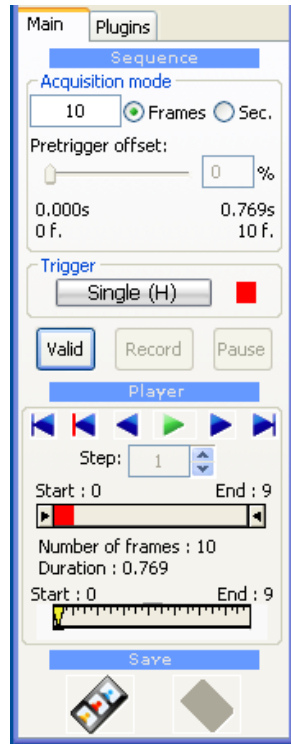 Main Plugins
Sequence
Acquisition mode
10 Frames Sec.
Pretrigger offset:
0 %
0.000s 0.769s
0 f. 10 f.
Trigger
Single (H)
Valid Record Pause
Player
Step: 1
Start : 0 End : 9
Number of frames : 10
Duration : 0.769
Start : 0 End : 9
Save